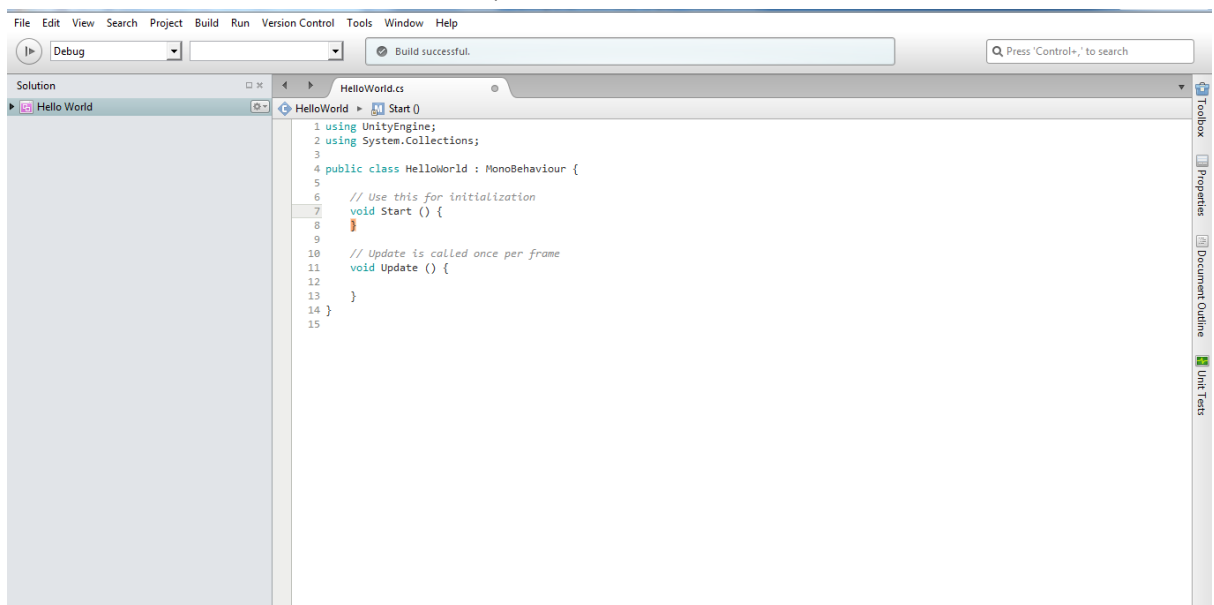 File Edit View Search Project Build Run Version Control Tools Window Help
Debug
Build successful.
Press 'Control+,' to search
Solution
HelloWorld.cs
Hello World
HelloWorld
Start ()
1 using UnityEngine;
2 using System.Collections;
3
4 public class HelloWorld : MonoBehaviour {
5
6 // Use this for initialization
7 void Start () {
8 }
9
10 // Update is called once per frame
11 void Update () {
12
13 }
14 }
15
Toolbox
Properties
Document Outline
Unit Tests